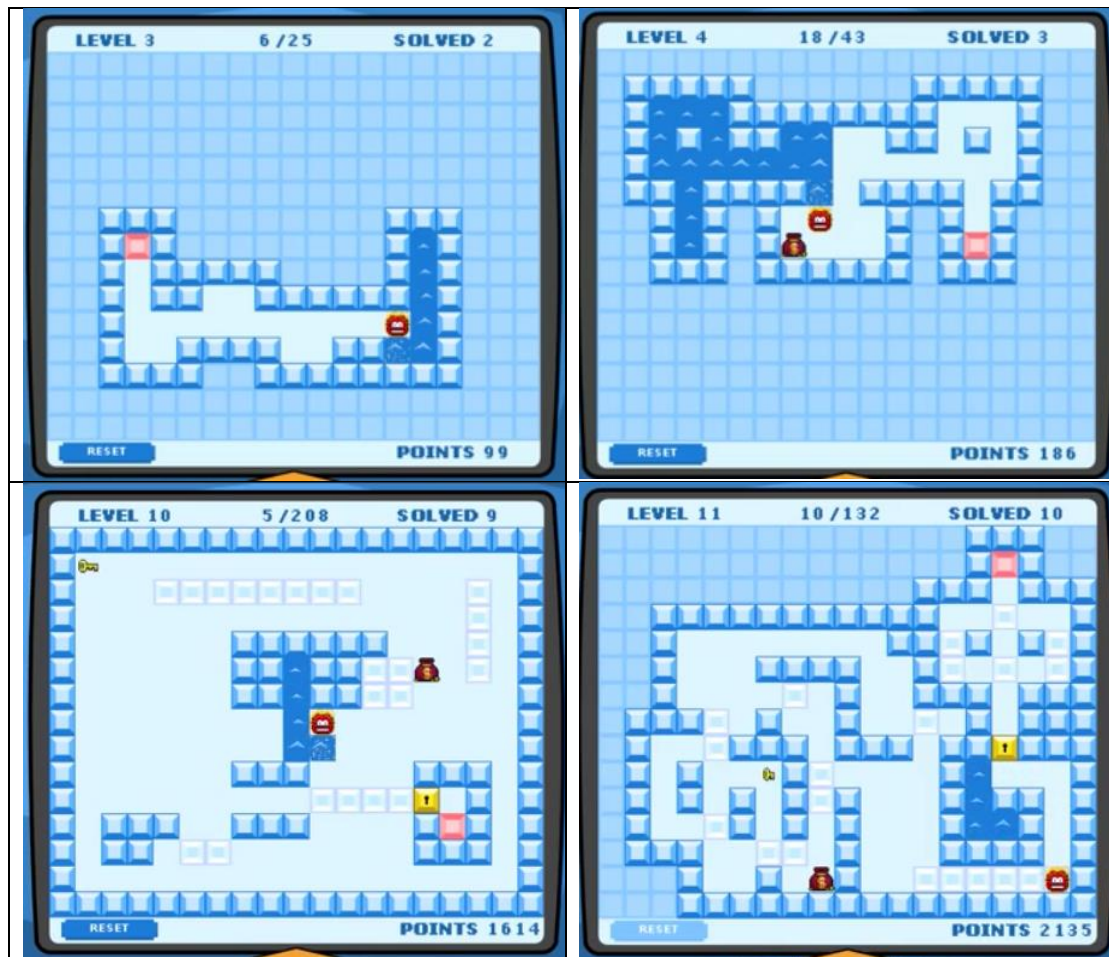 LEVEL 3 6/25 SOLVED 2
RESET POINTS 99
LEVEL 4 18/43 SOLVED 3
RESET POINTS 186
LEVEL 10 5/208 SOLVED 9
RESET POINTS 1614
LEVEL 11 10/132 SOLVED 10
RESET POINTS 2135